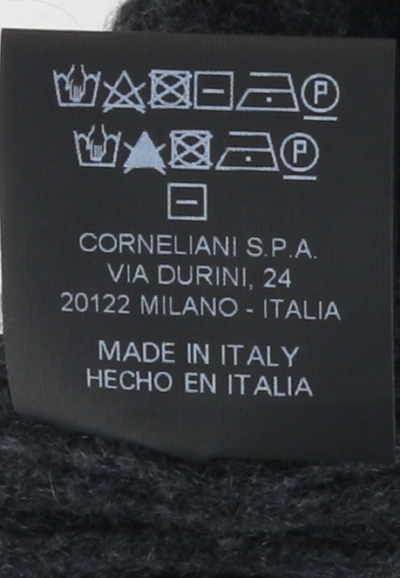 P
P
CORNELIANI S.P.A.
VIA DURINI, 24
20122 MILANO - ITALIA
MADE IN ITALY
HECHO EN ITALIA